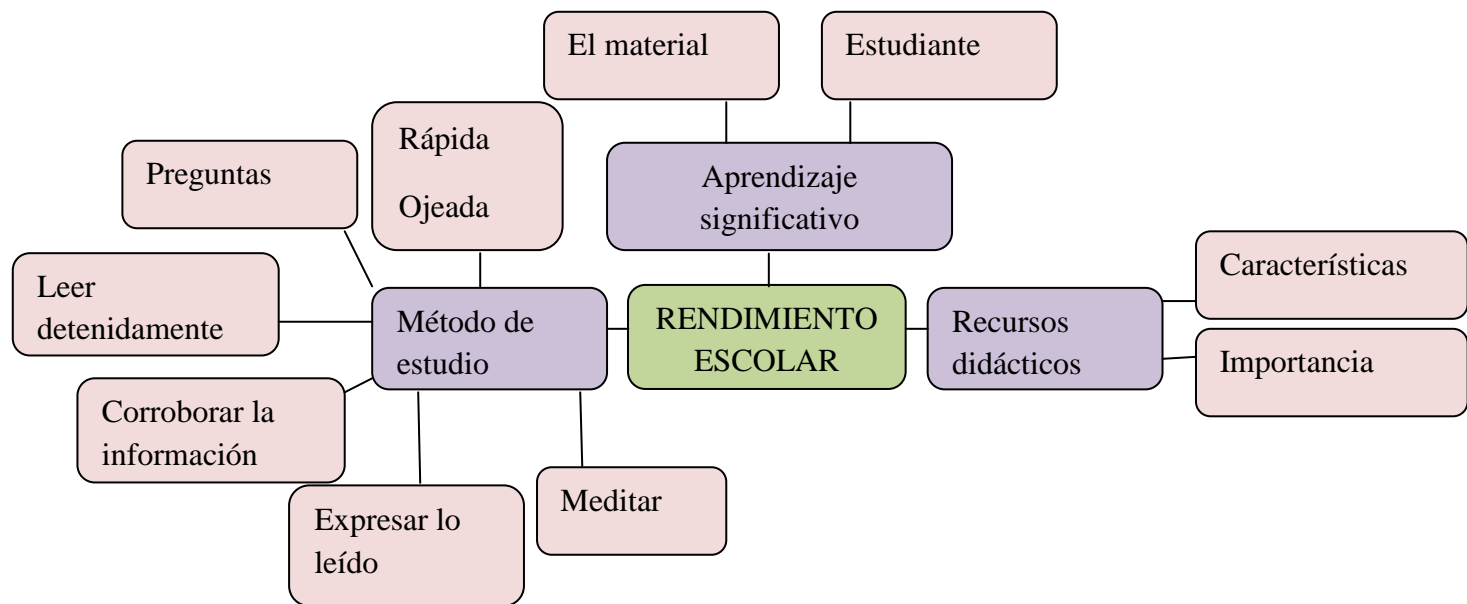 El material
Estudiante
Rápida
Ojeada
Preguntas
Aprendizaje
significativo
Características
Leer
detenidamente
Método de
estudio
RENDIMIENTO
ESCOLAR
Recursos
didácticos
Importancia
Corroborar la
información
Expresar lo
leído
Meditar